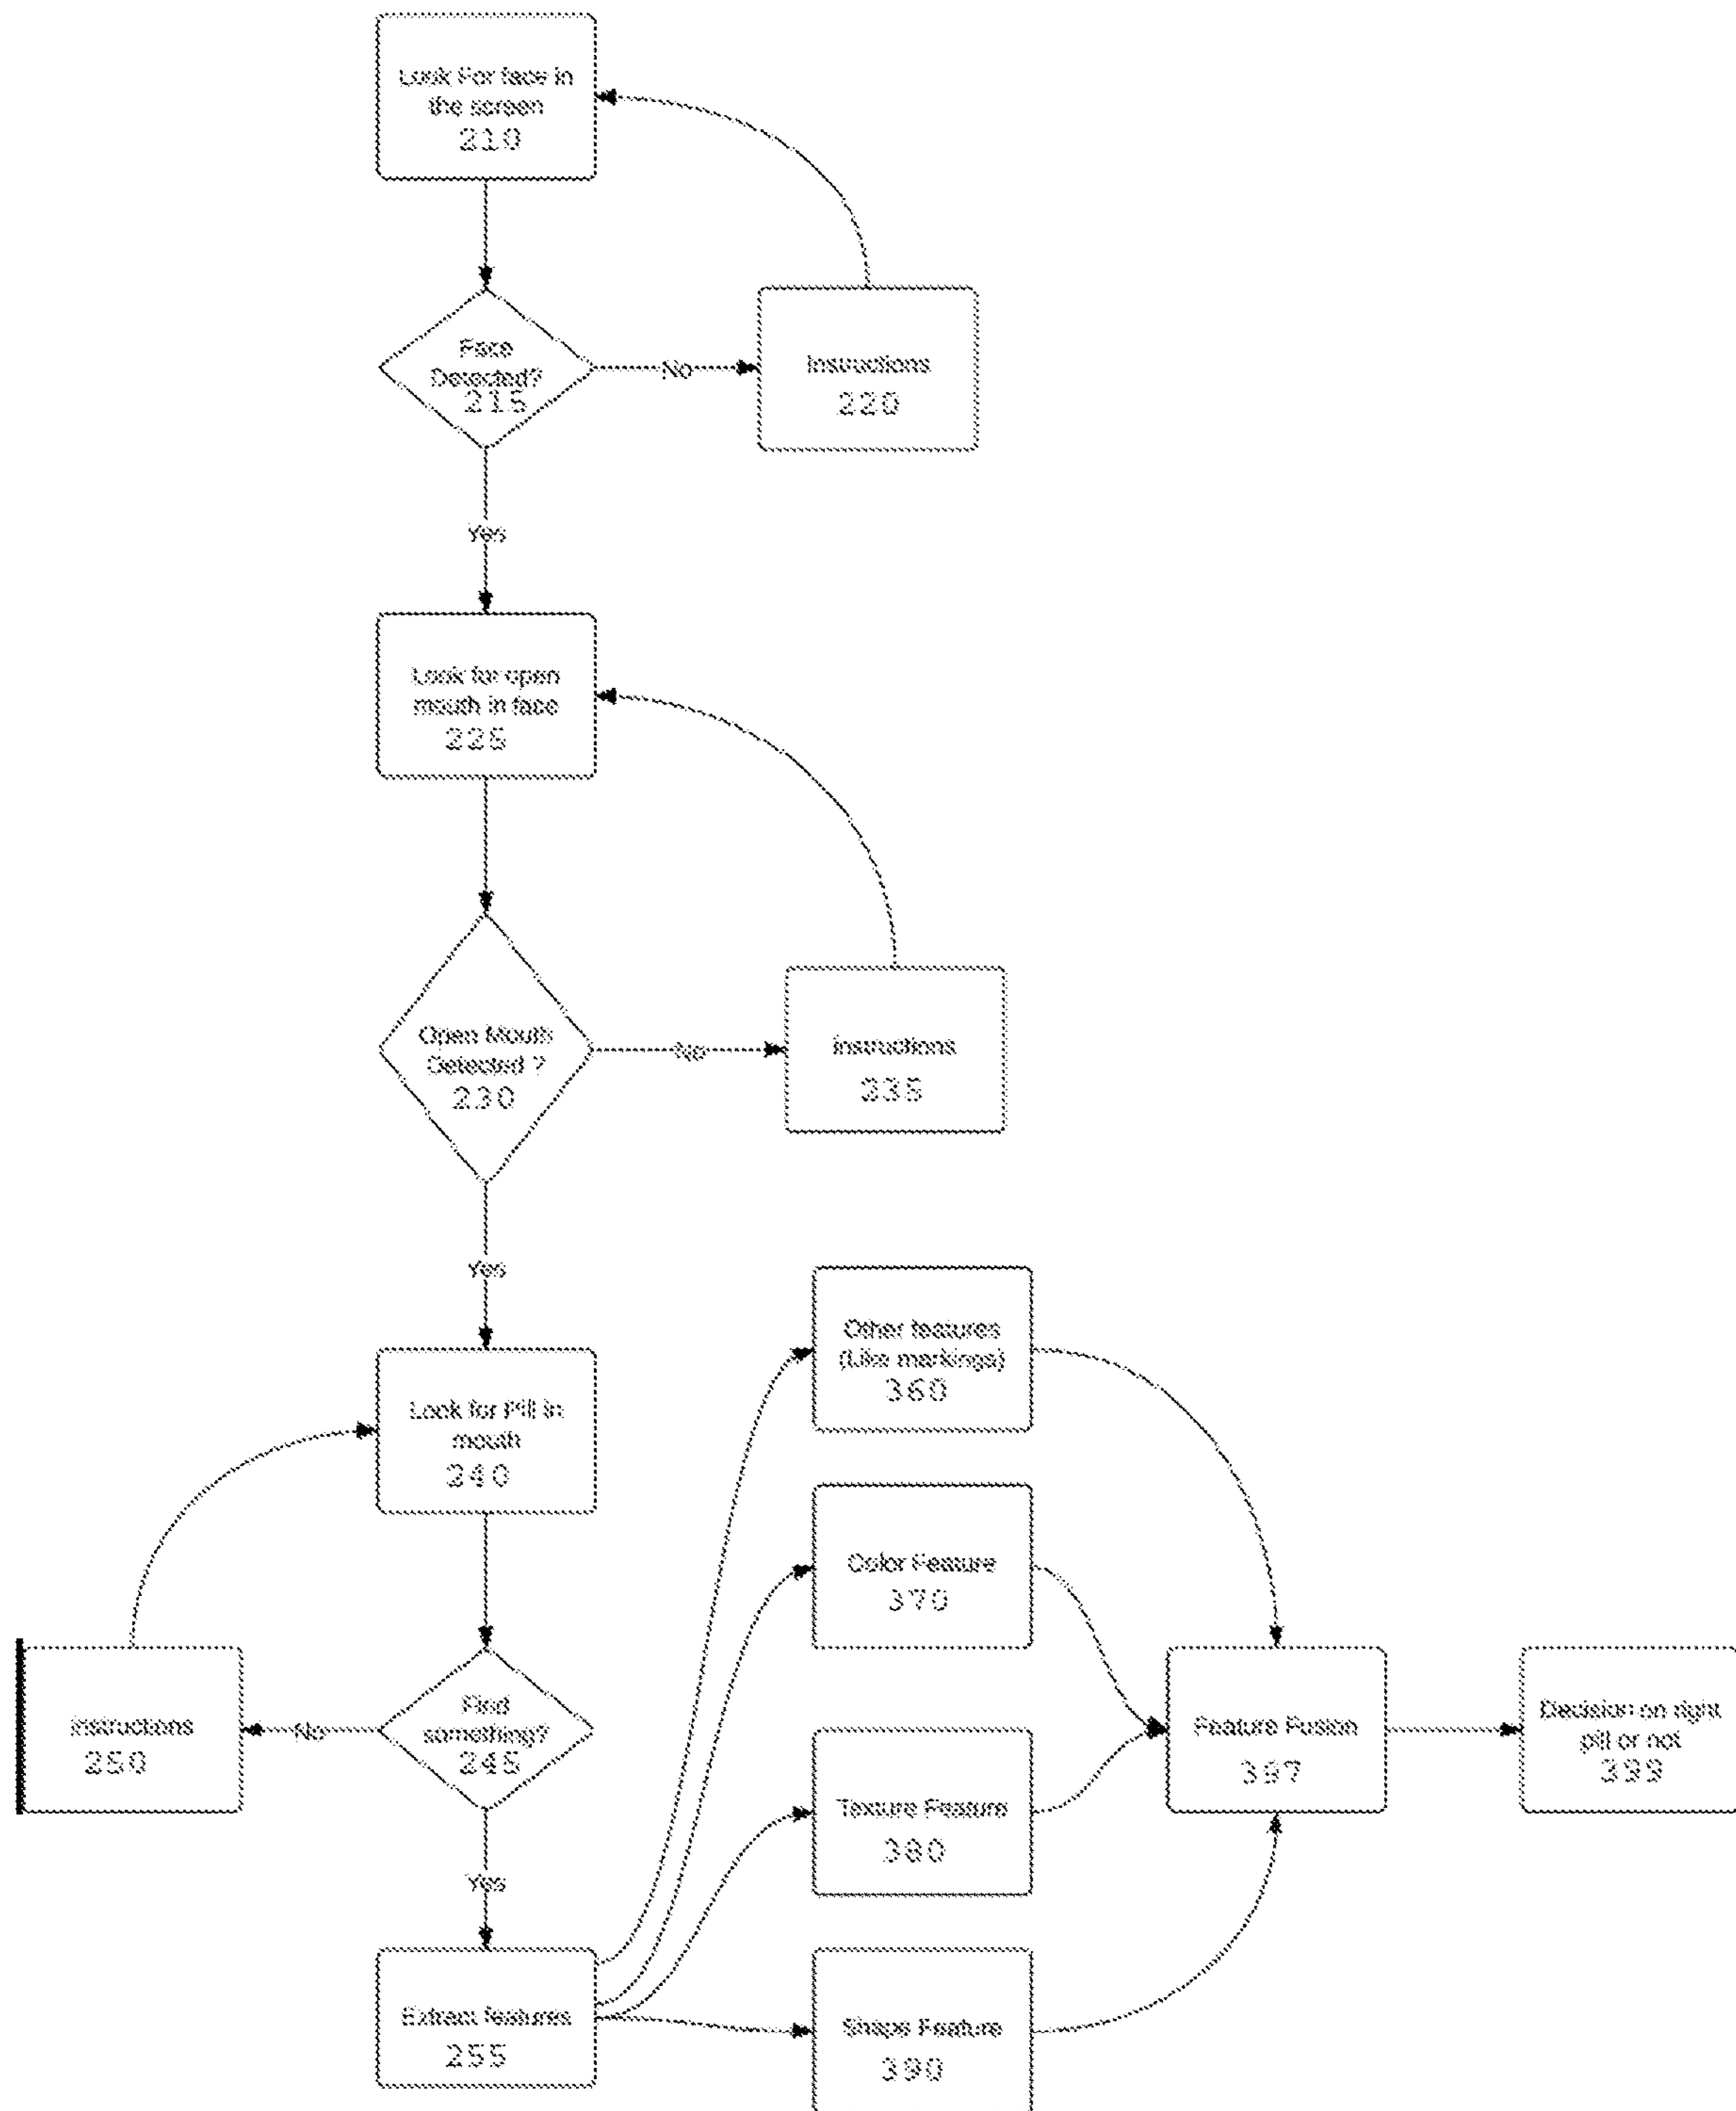 Look For face in
the screen
210
Face
Detected?
215
No
Instructions
220
Yes
Look for open
mouth in face
225
Open Mouth
Detected ?
230
No
Instructions
235
Yes
Look for Pill in
mouth
240
Find
something?
245
No
Instructions
250
Yes
Extract features
255
Other features
(Like markings)
360
Color Feature
370
Texture Feature
380
Shape Feature
390
Feature Fusion
397
Decision on right
pill or not
399